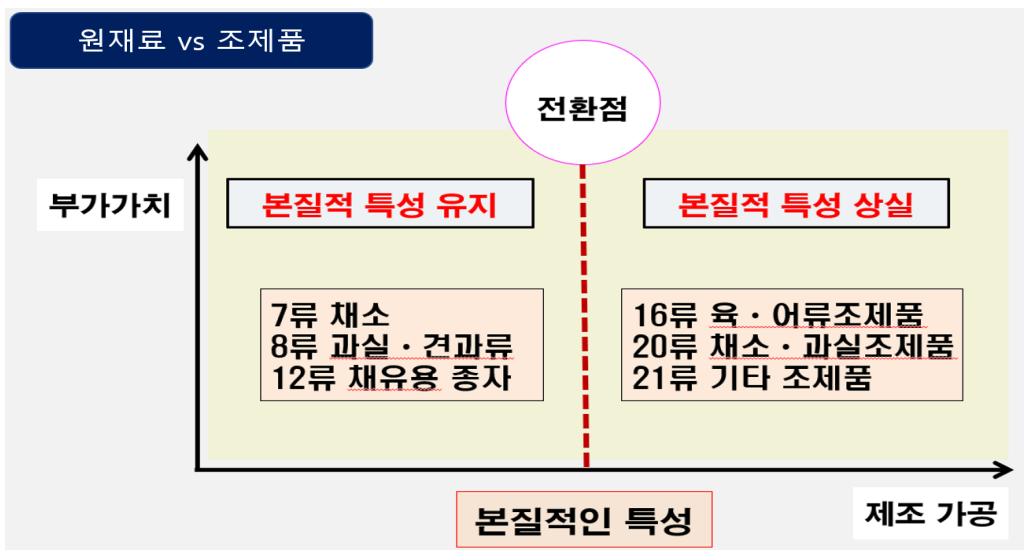 원재료 vs 조제품
전환점
부가가치
본질적 특성 유지
본질적 특성 상실
7류 채소
8류 과실・견과류
12류 채유용 종자
16류 육・어류조제품
20류 채소・과실조제품
21류 기타 조제품
본질적인 특성
제조 가공